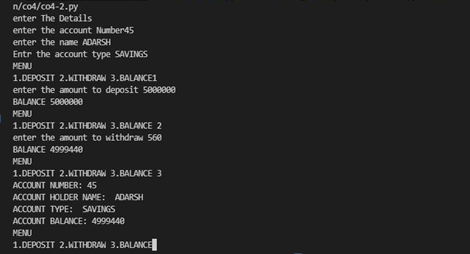 n/co4/co4-2.py
enter The Details
enter the account Number45
enter the name ADARSH
Entr the account type SAVINGS
MENU
1.DEPOSIT 2.WITHDRAW 3.BALANCE1
enter the amount to deposit 5000000
BALANCE 5000000
MENU
1.DEPOSIT 2.WITHDRAW 3.BALANCE 2
enter the amount to withdraw 560
BALANCE 4999440
MENU
1.DEPOSIT 2.WITHDRAW 3.BALANCE 3
ACCOUNT NUMBER: 45
ACCOUNT HOLDER NAME:  ADARSH
ACCOUNT TYPE:  SAVINGS
ACCOUNT BALANCE: 4999440
MENU
1.DEPOSIT 2.WITHDRAW 3.BALANCE